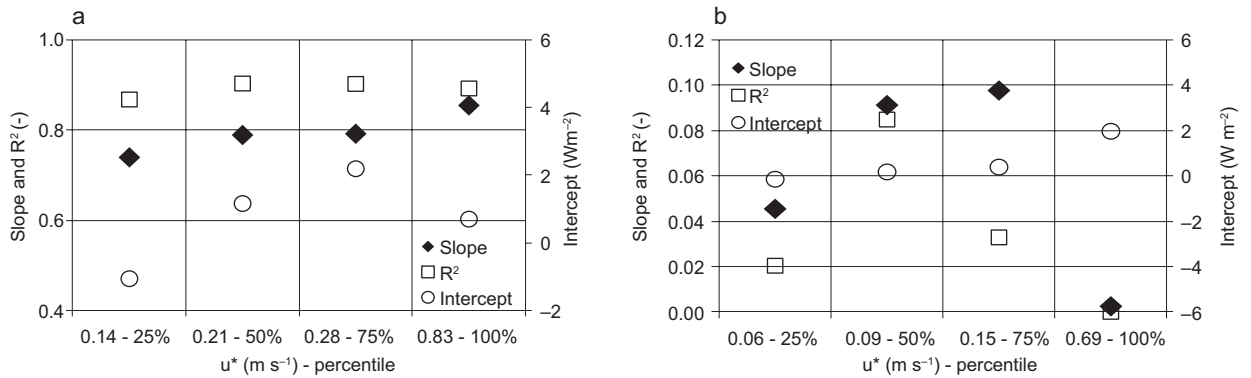 a
1.0
0.8
0.6
0.4
Slope and R² (-)
6
4
2
0
–2
Intercept (Wm⁻²)
Slope
R²
Intercept
0.14 - 25% 0.21 - 50% 0.28 - 75% 0.83 - 100%
u* (m s⁻¹) - percentile
b
0.12
0.10
0.08
0.06
0.04
0.02
0.00
Slope and R² (-)
6
4
2
0
–2
–4
–6
Intercept (W m⁻²)
Slope
R²
Intercept
0.06 - 25% 0.09 - 50% 0.15 - 75% 0.69 - 100%
u* (m s⁻¹) - percentile